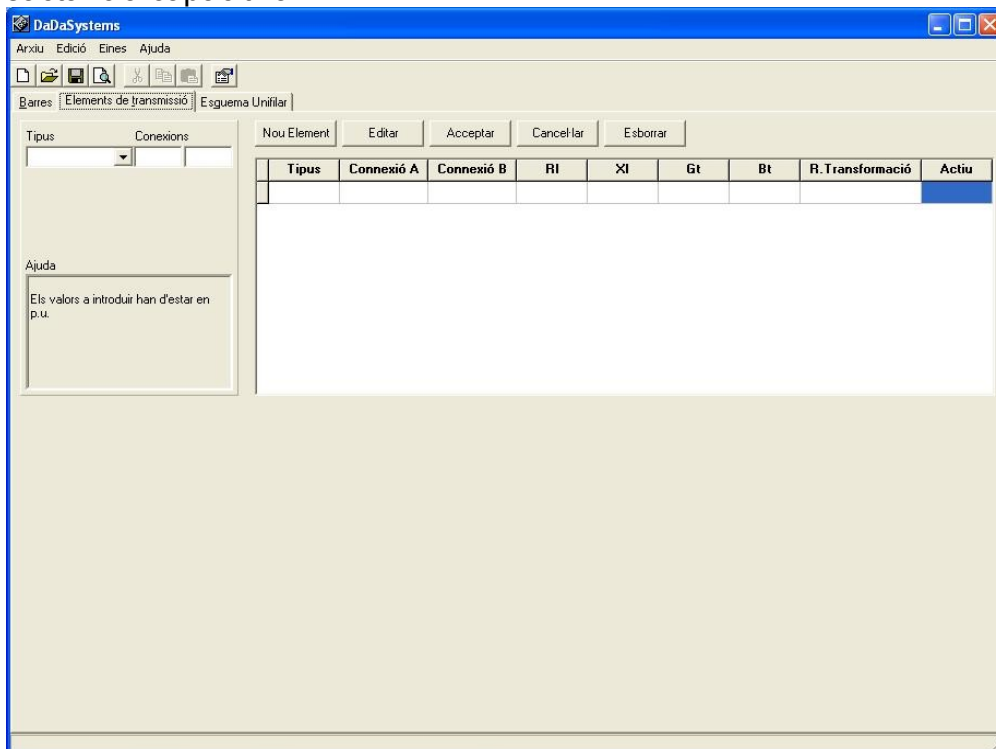 DaDaSystems
Arxiu Edició Eines Ajuda
Barres Elements de transmissió Esguema Unifilar
Tipus Conexions
Nou Element Editar Acceptar Cancel·lar Esborrar
Tipus Connexió A Connexió B Rl Xl Gt Bt R.Transformació Actiu
Ajuda
Els valors a introduir han d'estar en
p.u.